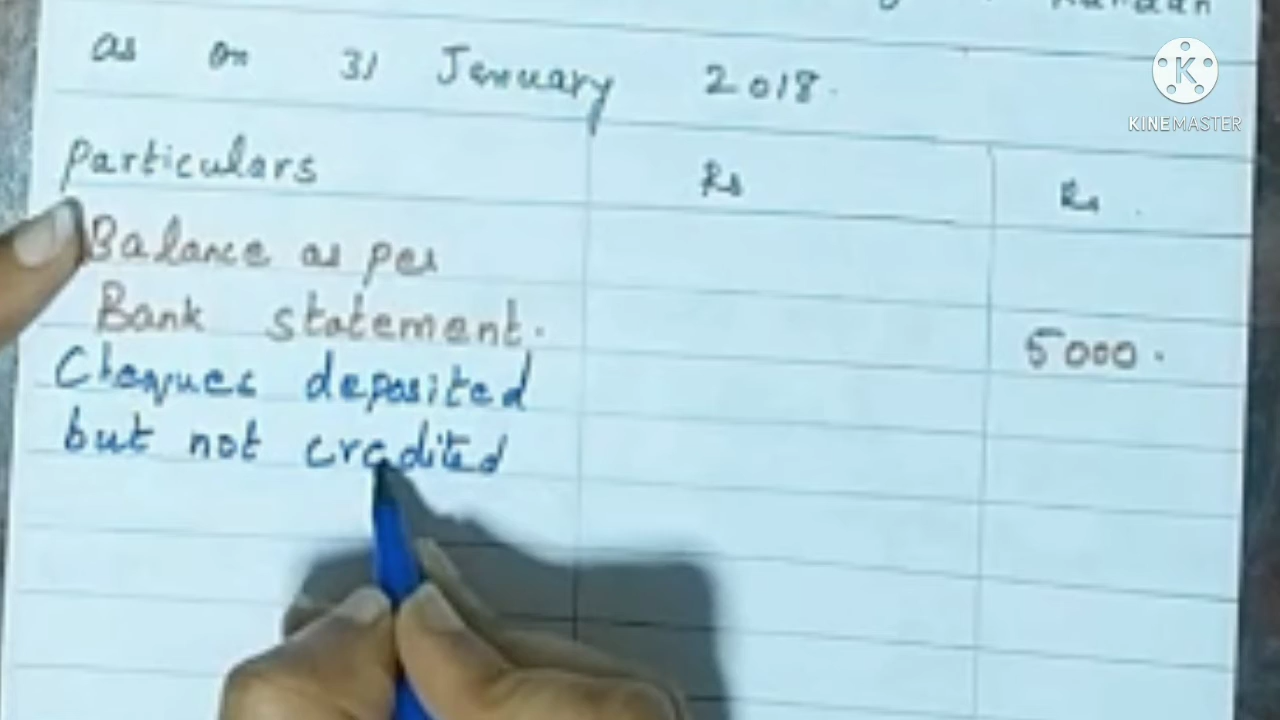 as on 31 January 2018.
K
KINEMASTER
Particulars Rs Rs.
Balance as per
Bank statement. 5000.
Cheques deposited
but not credited